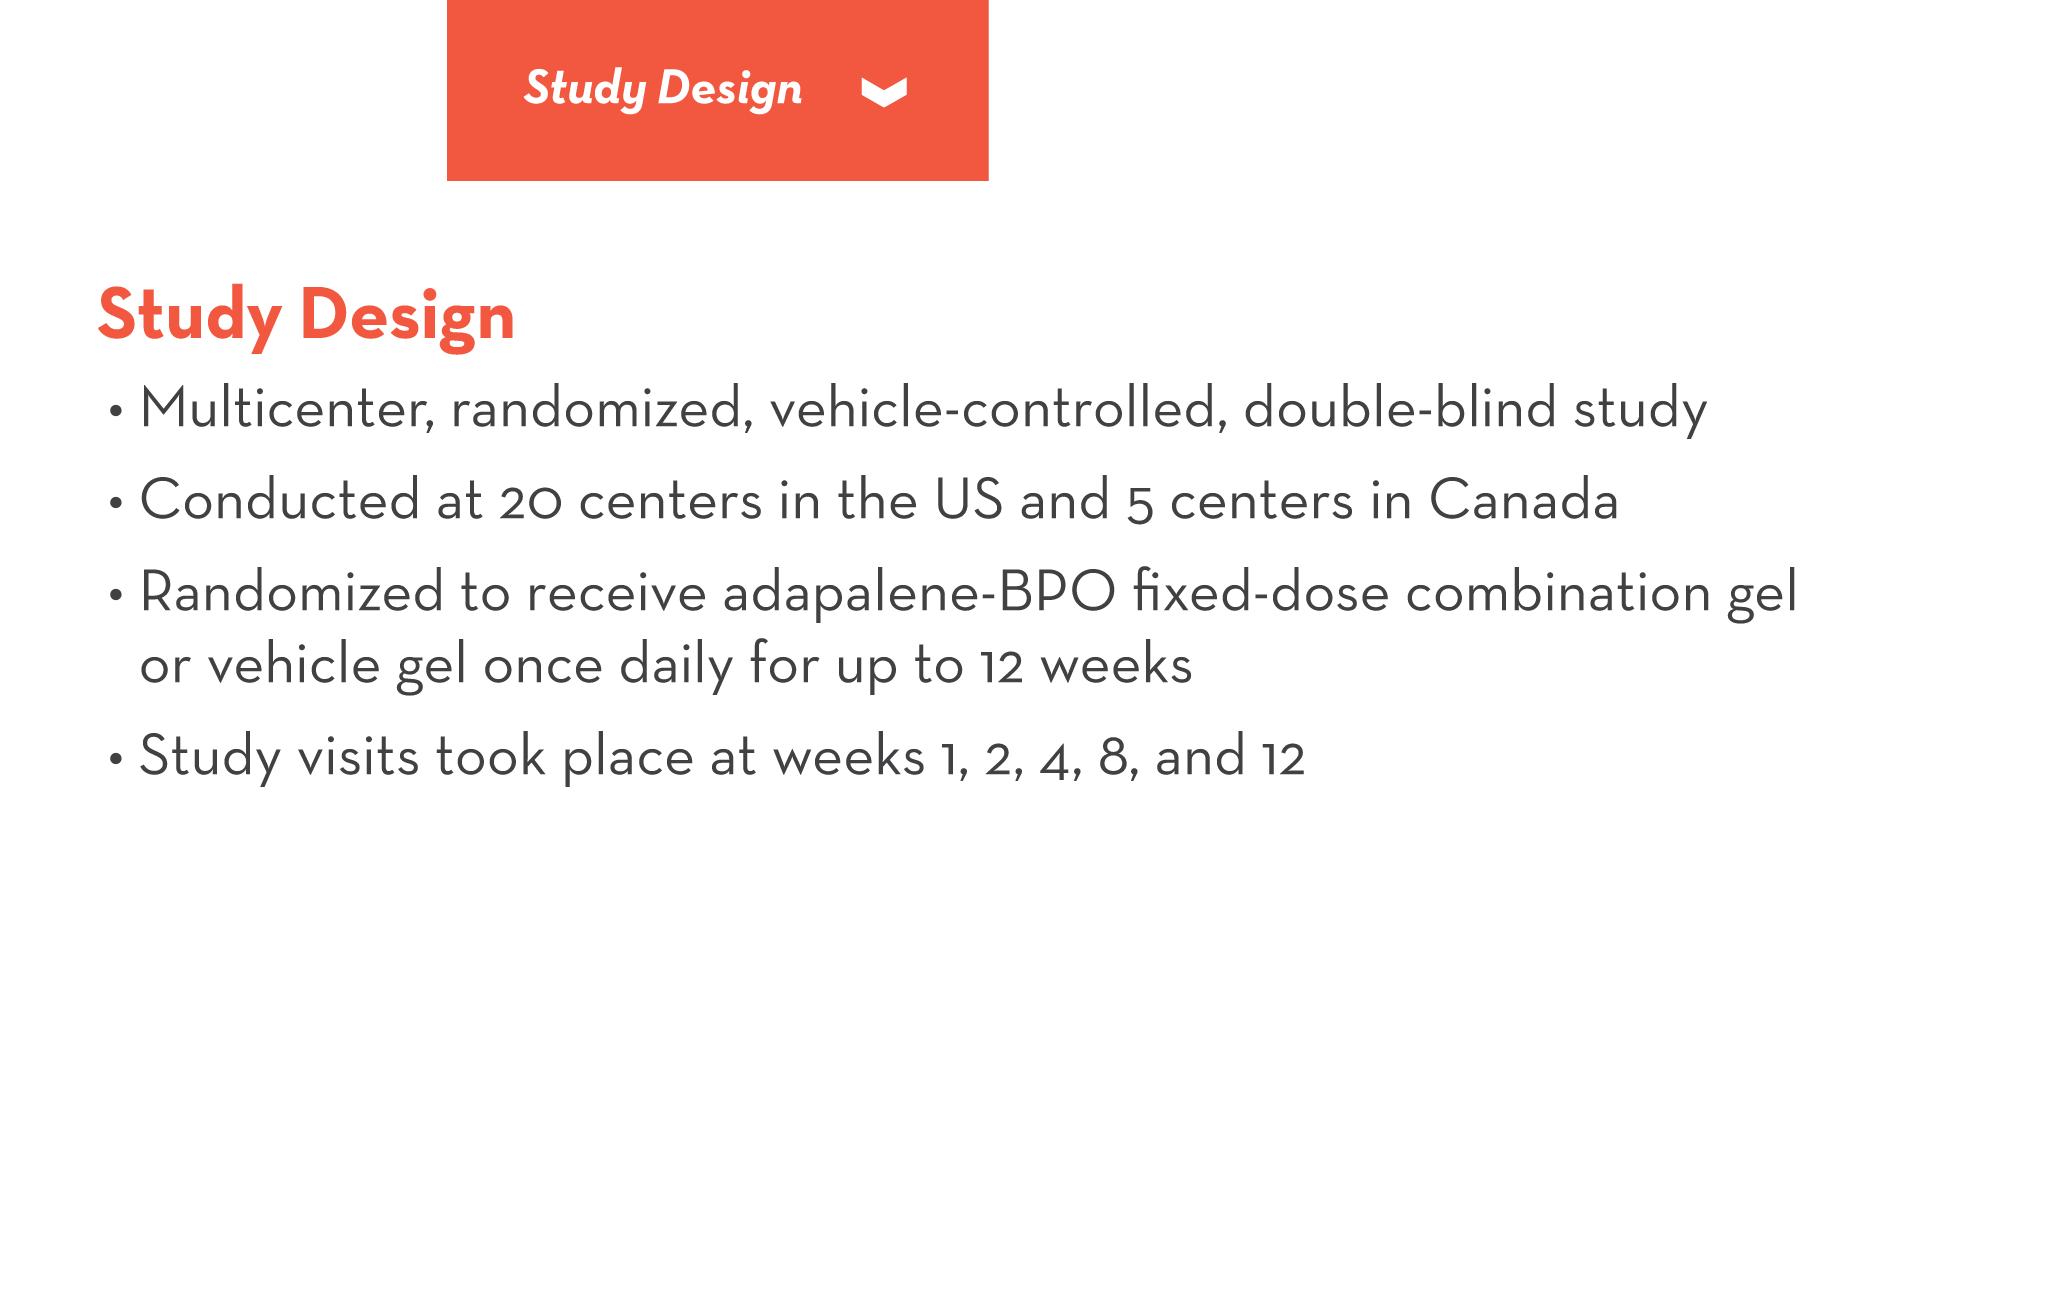 Study Design
Study Design
• Multicenter, randomized, vehicle-controlled, double-blind study
• Conducted at 20 centers in the US and 5 centers in Canada
• Randomized to receive adapalene-BPO fixed-dose combination gel
or vehicle gel once daily for up to 12 weeks
• Study visits took place at weeks 1, 2, 4, 8, and 12